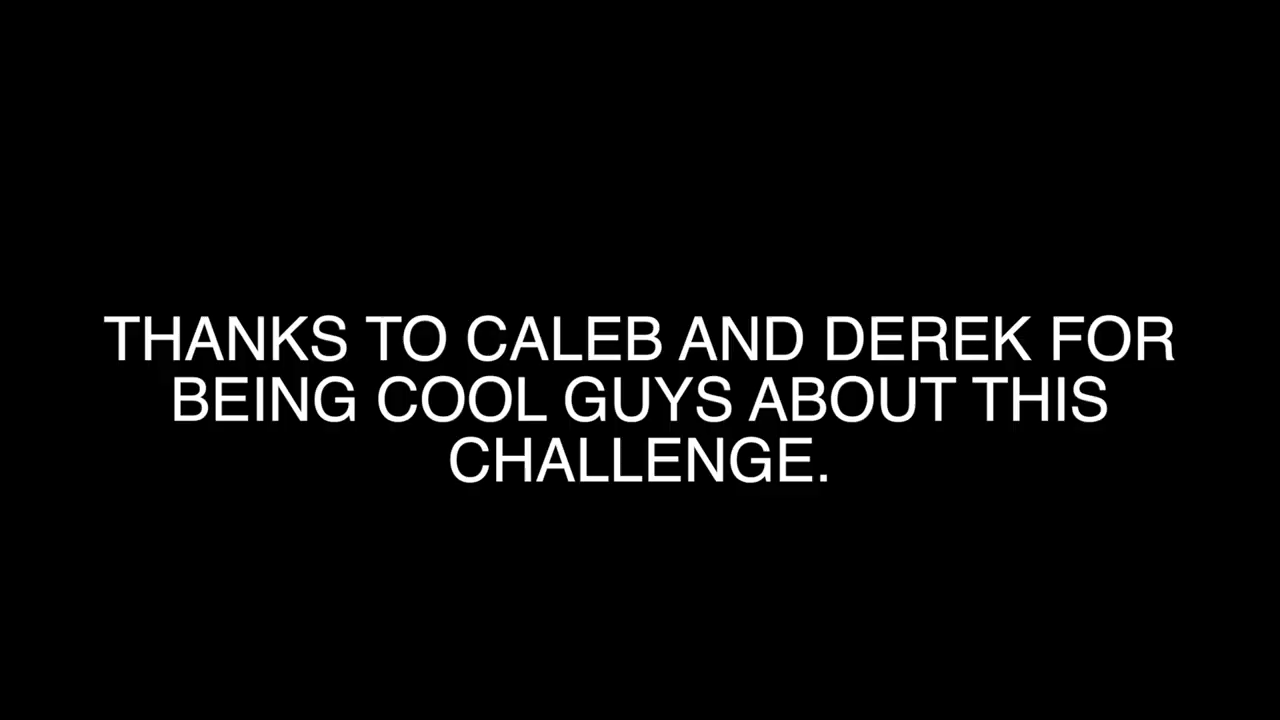 THANKS TO CALEB AND DEREK FOR
BEING COOL GUYS ABOUT THIS
CHALLENGE.